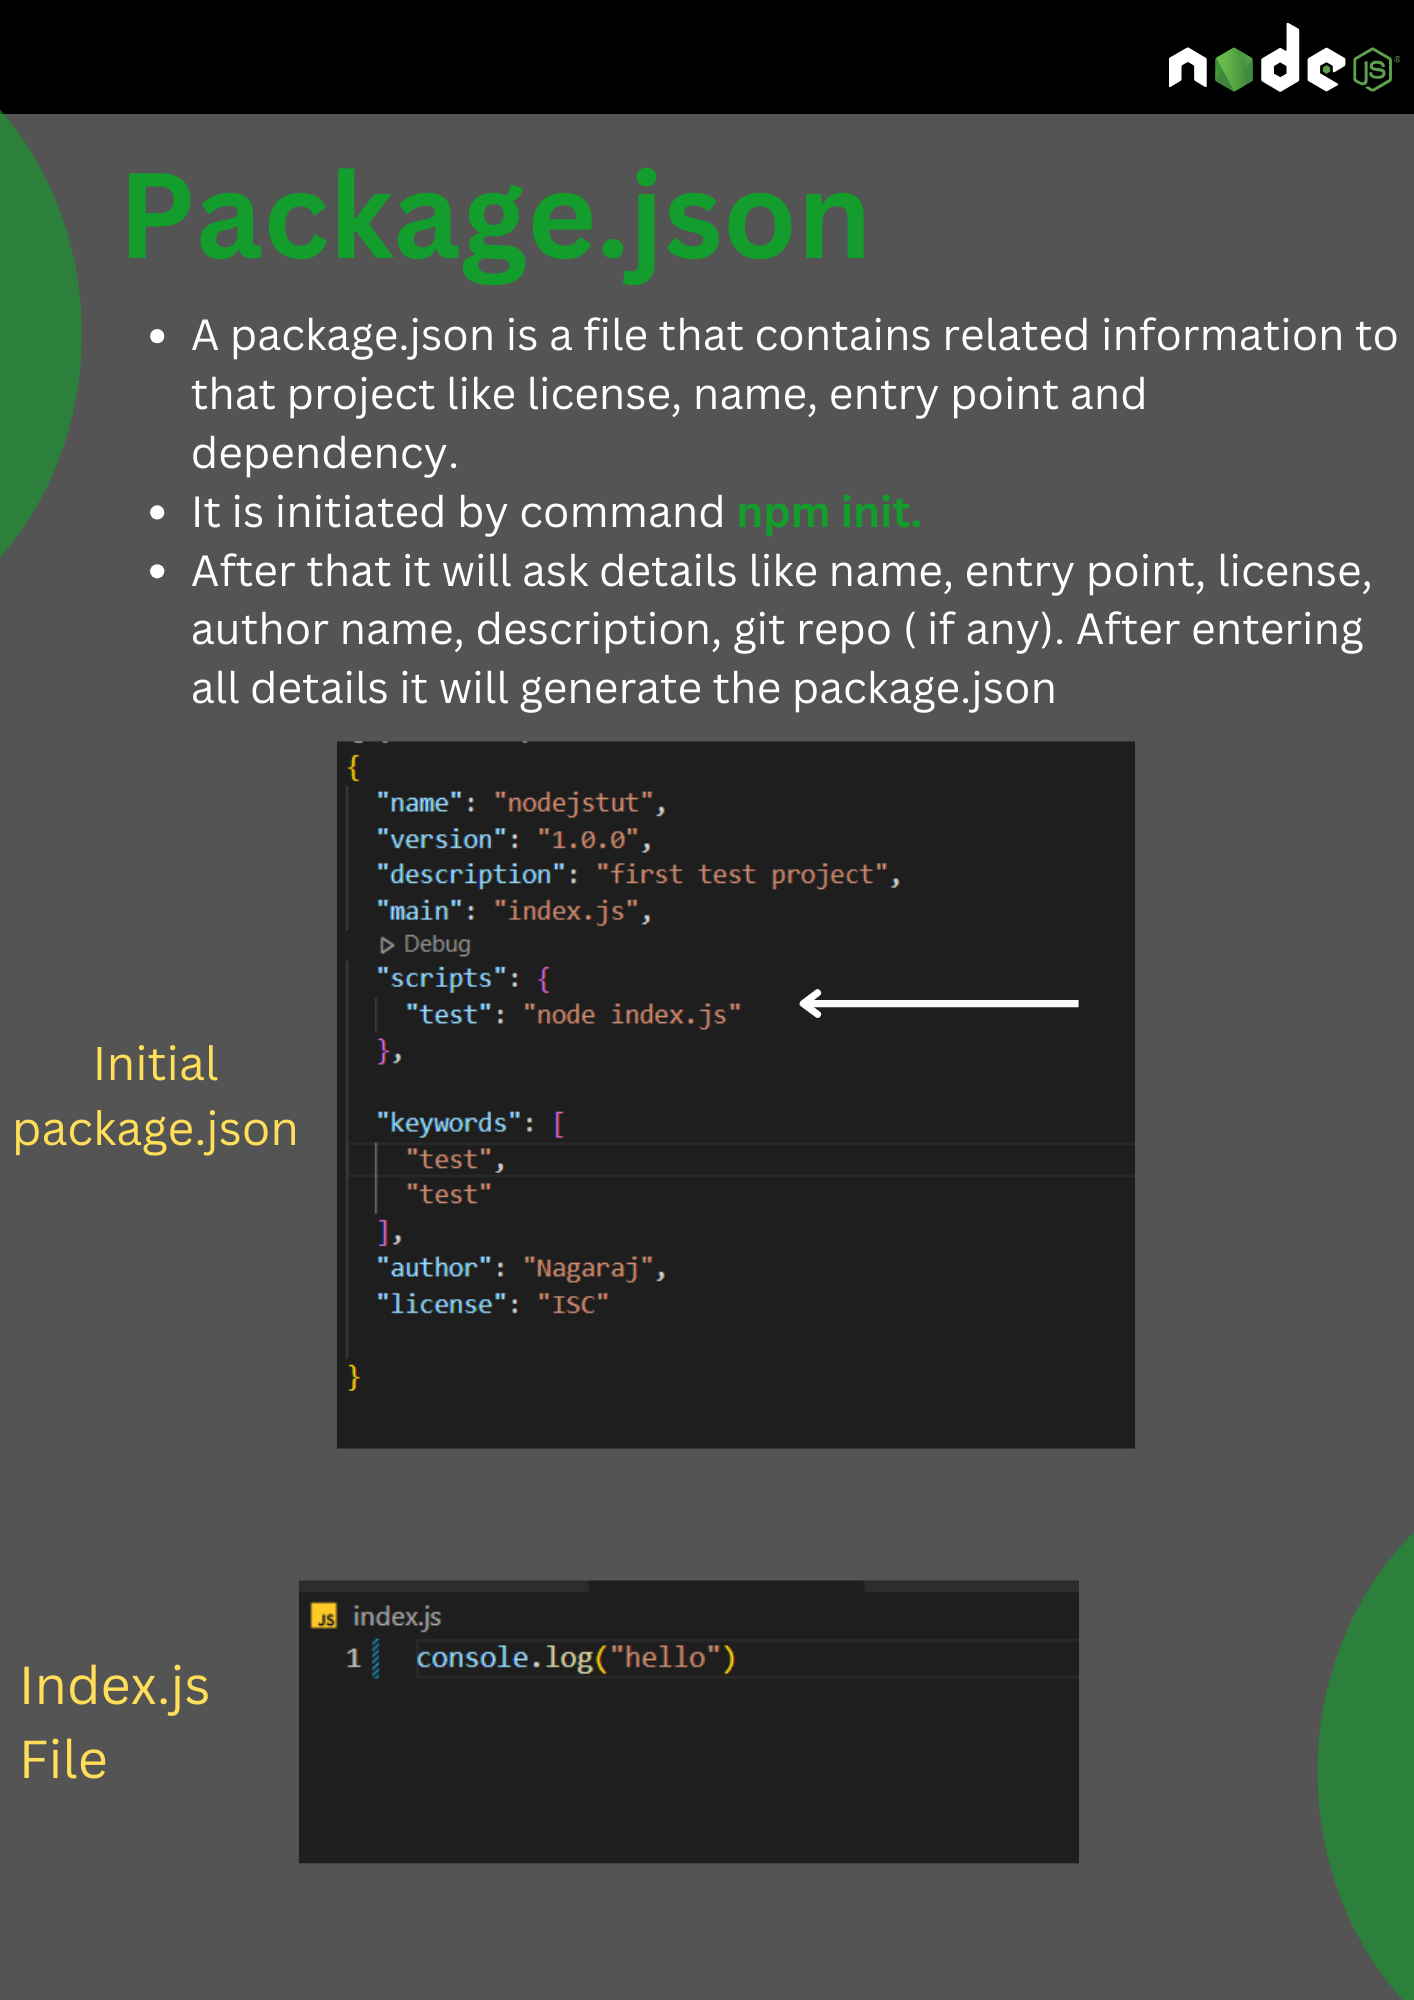 node JS
Package.json
• A package.json is a file that contains related information to
that project like license, name, entry point and
dependency.
• It is initiated by command npm init.
• After that it will ask details like name, entry point, license,
author name, description, git repo ( if any). After entering
all details it will generate the package.json
{
"name": "nodejstut",
"version": "1.0.0",
"description": "first test project",
"main": "index.js",
Debug
"scripts": {
"test": "node index.js"
},
"keywords": [
"test",
"test"
],
"author": "Nagaraj",
"license": "ISC"
}
Initial
package.json
JS index.js
1 console.log("hello")
Index.js
File